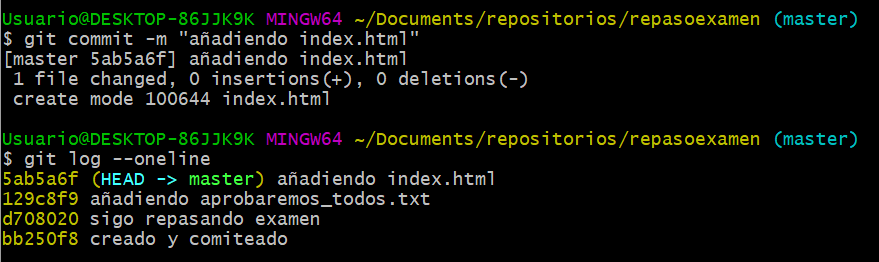 Usuario@DESKTOP-86JJK9K MINGW64 ~/Documents/repositorios/repasoexamen (master)
$ git commit -m "añadiendo index.html"
[master 5ab5a6f] añadiendo index.html
 1 file changed, 0 insertions(+), 0 deletions(-)
 create mode 100644 index.html

Usuario@DESKTOP-86JJK9K MINGW64 ~/Documents/repositorios/repasoexamen (master)
$ git log --oneline
5ab5a6f (HEAD -> master) añadiendo index.html
129c8f9 añadiendo aprobaremos_todos.txt
d708020 sigo repasando examen
bb250f8 creado y comiteado